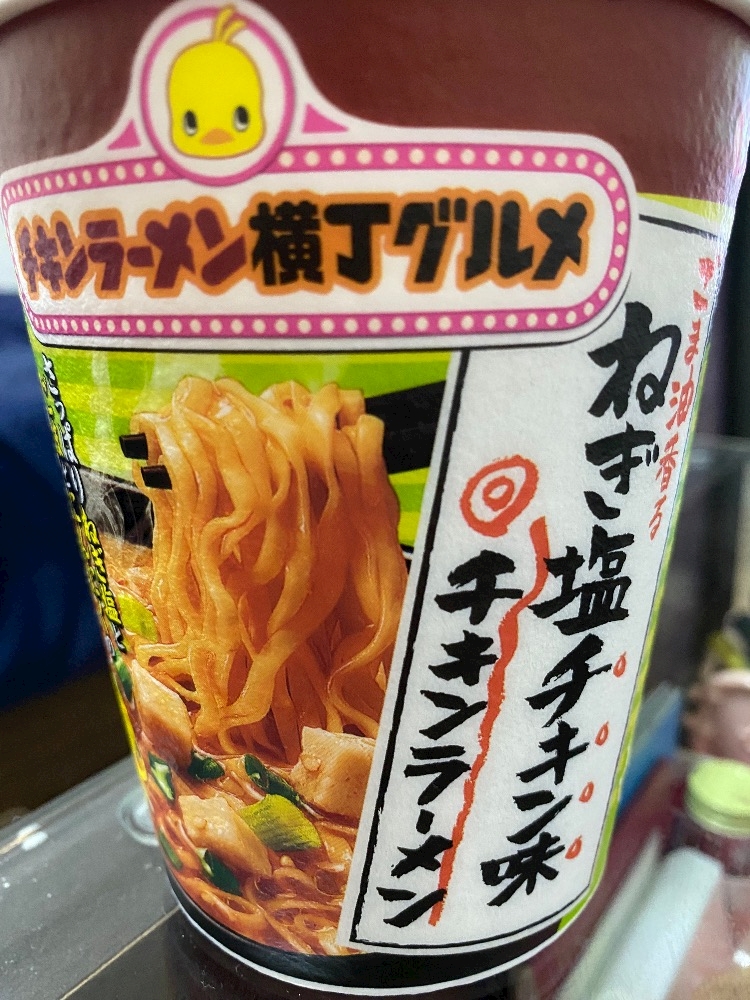 チキンラーメン横丁グルメ
ごま油香る
ねぎ塩チキン味
チキンラーメン